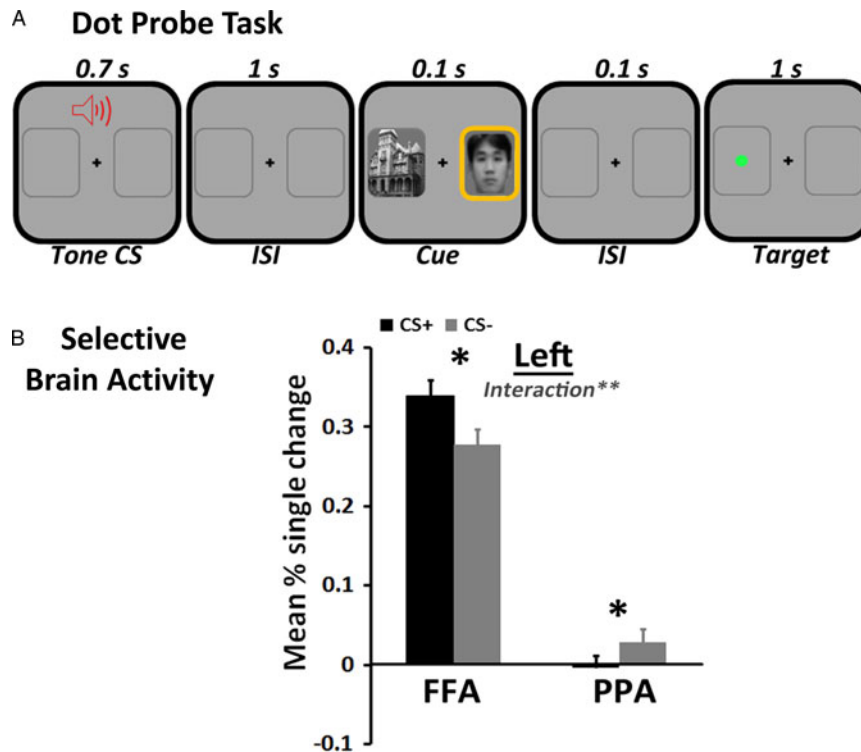 A
Dot Probe Task
0.7 s 1 s 0.1 s 0.1 s 1 s
Tone CS ISI Cue ISI Target
B
Selective
Brain Activity
CS+ CS-
Left
Interaction**
*
*
Mean % single change
0.4
0.3
0.2
0.1
0
-0.1
FFA PPA